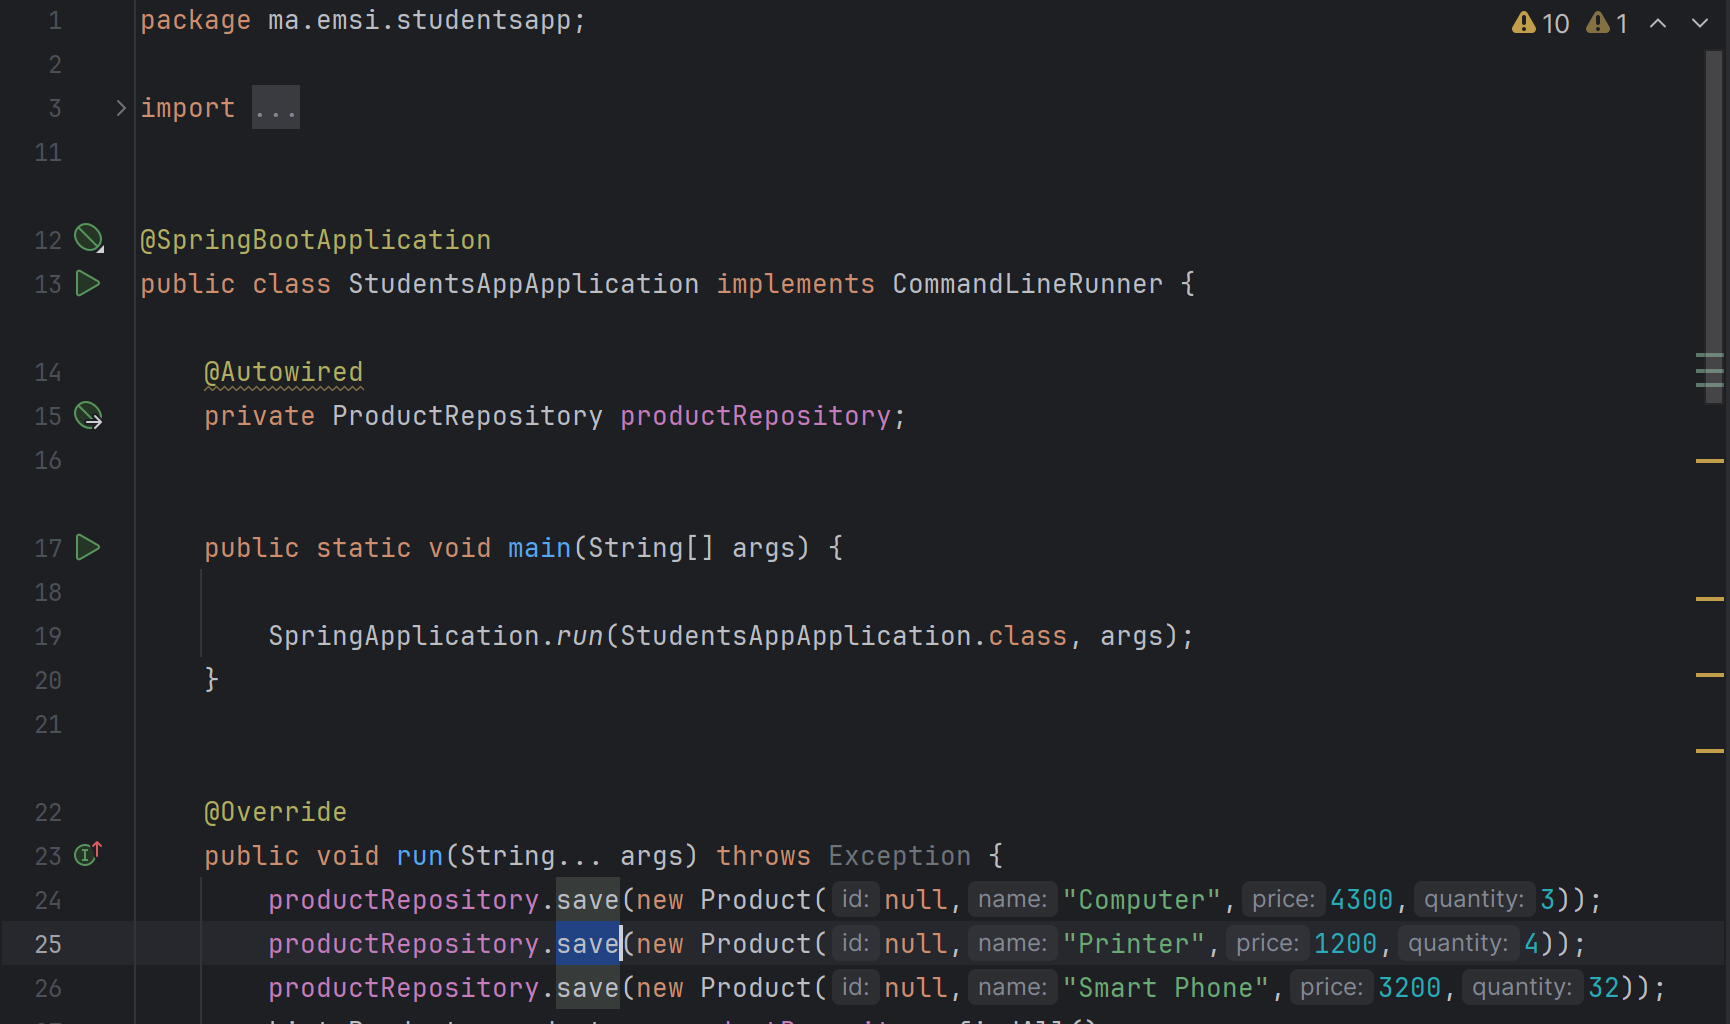 10 1
1 package ma.emsi.studentsapp;
2
3 import ...
11
12 @SpringBootApplication
13 public class StudentsAppApplication implements CommandLineRunner {
14 @Autowired
15 private ProductRepository productRepository;
16
17 public static void main(String[] args) {
18
19 SpringApplication.run(StudentsAppApplication.class, args);
20 }
21
22 @Override
23 public void run(String... args) throws Exception {
24 productRepository.save(new Product( id: null, name: "Computer", price: 4300, quantity: 3));
25 productRepository.save(new Product( id: null, name: "Printer", price: 1200, quantity: 4));
26 productRepository.save(new Product( id: null, name: "Smart Phone", price: 3200, quantity: 32));